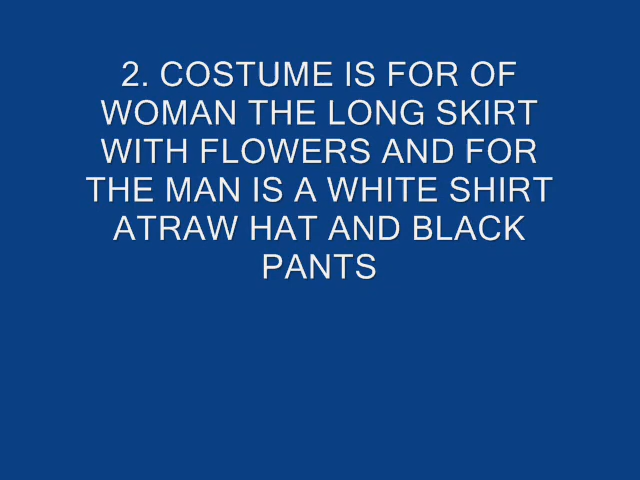 2. COSTUME IS FOR OF
WOMAN THE LONG SKIRT
WITH FLOWERS AND FOR
THE MAN IS A WHITE SHIRT
ATRAW HAT AND BLACK
PANTS